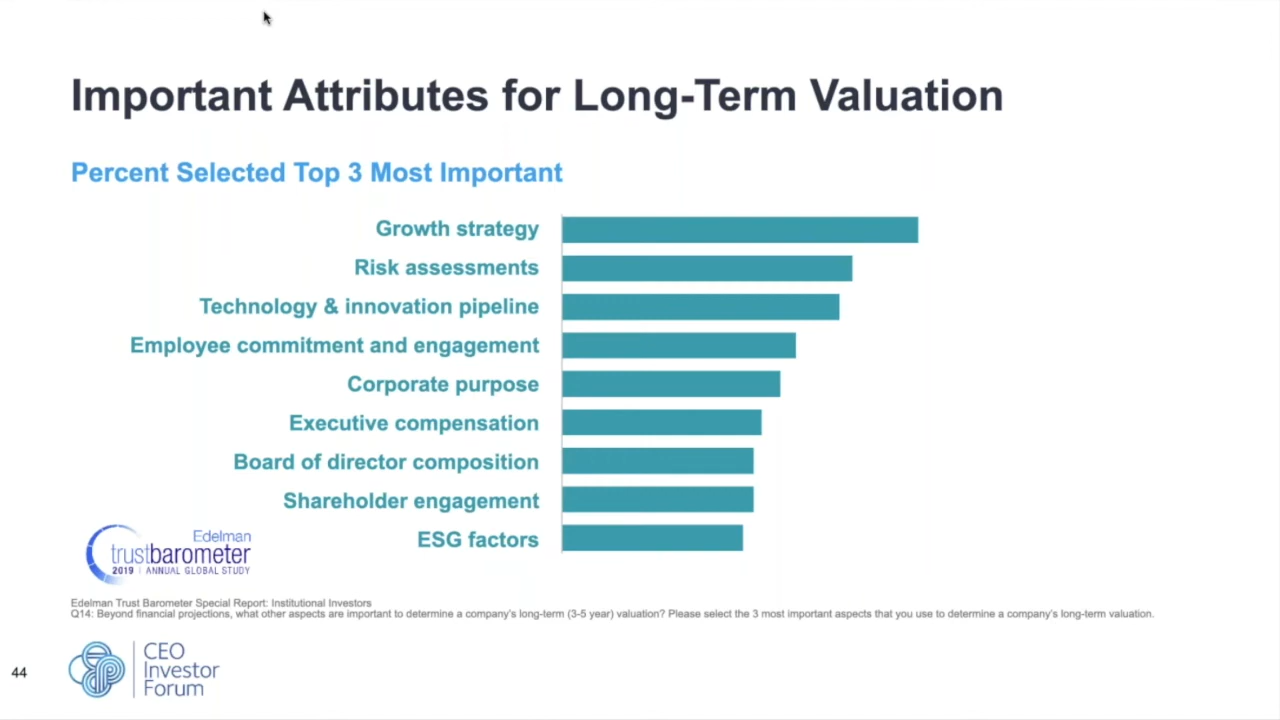 Important Attributes for Long-Term Valuation
Percent Selected Top 3 Most Important
Growth strategy
Risk assessments
Technology & innovation pipeline
Employee commitment and engagement
Corporate purpose
Executive compensation
Board of director composition
Shareholder engagement
ESG factors
Edelman
trustbarometer
2019 | ANNUAL GLOBAL STUDY
Edelman Trust Barometer Special Report: Institutional Investors
Q14: Beyond financial projections, what other aspects are important to determine a company's long-term (3-5 year) valuation? Please select the 3 most important aspects that you use to determine a company's long-term valuation.
44
CEO
Investor
Forum